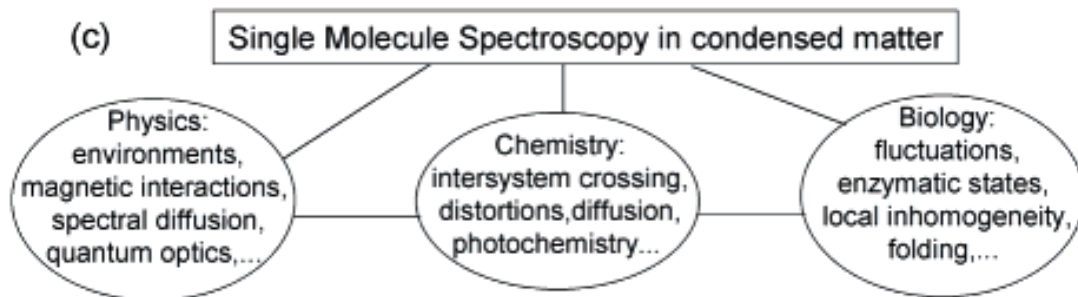 (c)
Single Molecule Spectroscopy in condensed matter
Physics:
environments,
magnetic interactions,
spectral diffusion,
quantum optics,...
Chemistry:
intersystem crossing,
distortions,diffusion,
photochemistry...
Biology:
fluctuations,
enzymatic states,
local inhomogeneity,
folding,...